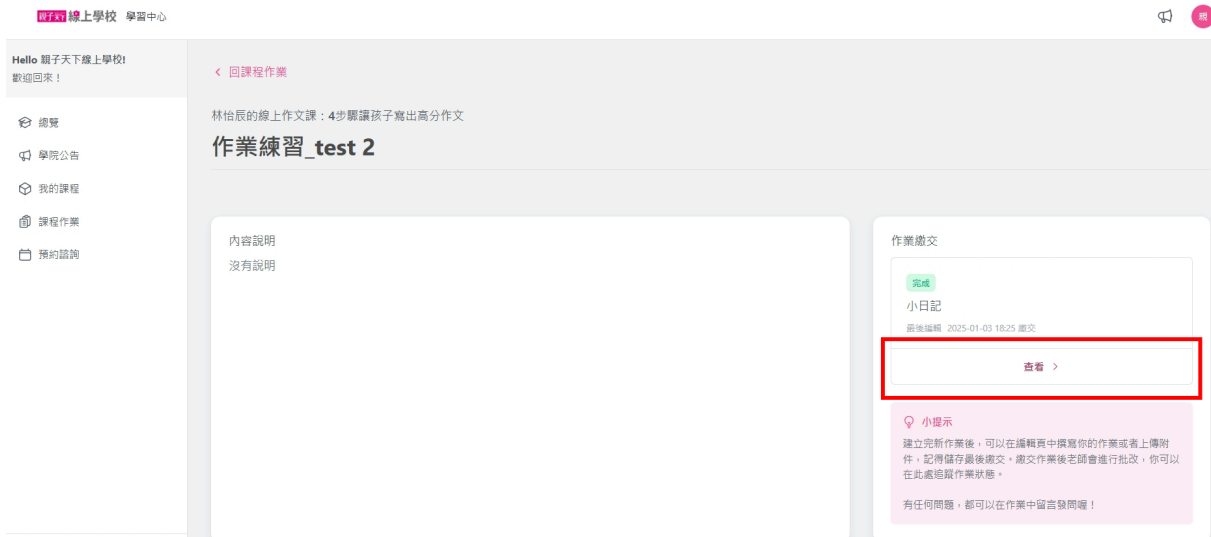 親子天下 線上學校 學習中心
親
Hello 親子天下線上學校!
歡迎回來！
總覽
學院公告
我的課程
課程作業
預約諮詢
回課程作業
林怡辰的線上作文課：4步驟讓孩子寫出高分作文
作業練習_test 2
內容說明
沒有說明
作業繳交
完成
小日記
最後編輯 2025-01-03 18:25 繳交
查看
小提示
建立完新作業後，可以在編輯頁中撰寫你的作業或者上傳附
件，記得儲存最後繳交。繳交作業後老師會進行批改，你可以
在此處追蹤作業狀態。
有任何問題，都可以在作業中留言發問喔！